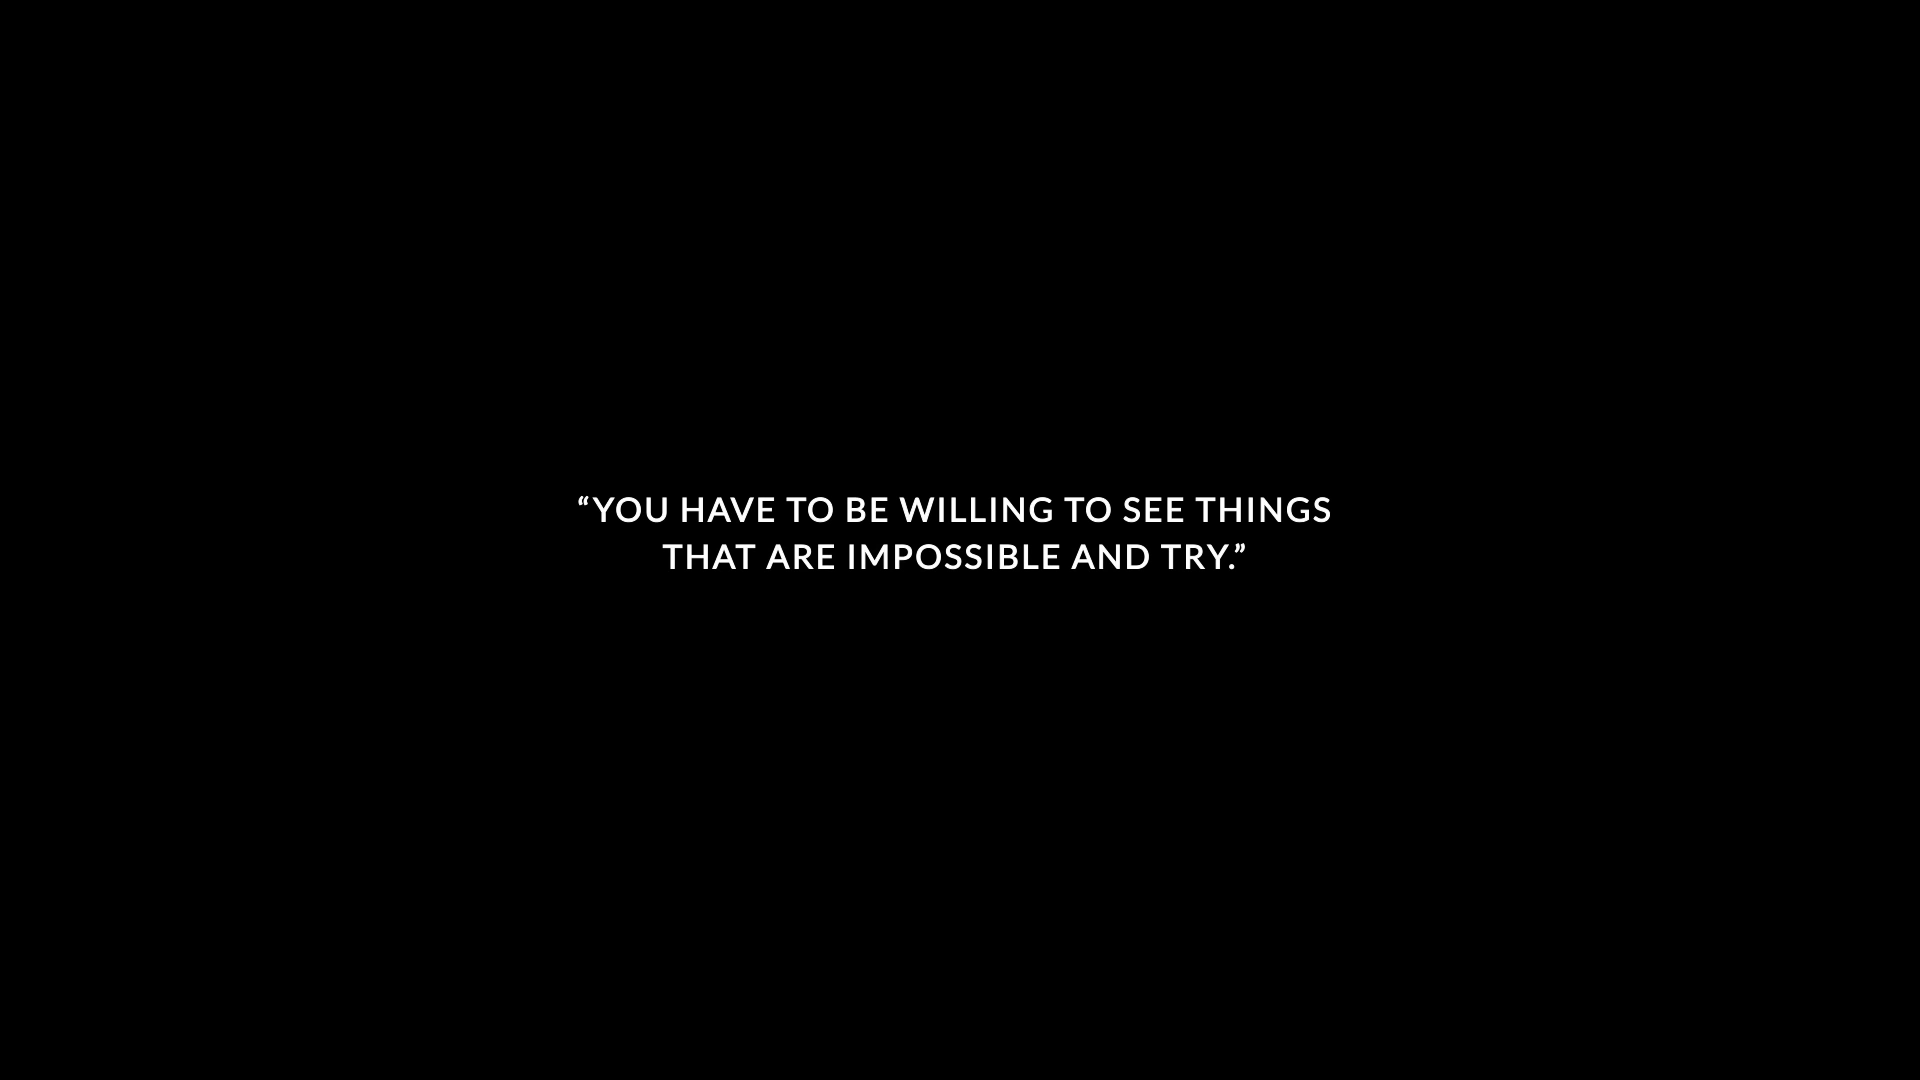 “YOU HAVE TO BE WILLING TO SEE THINGS
THAT ARE IMPOSSIBLE AND TRY.”